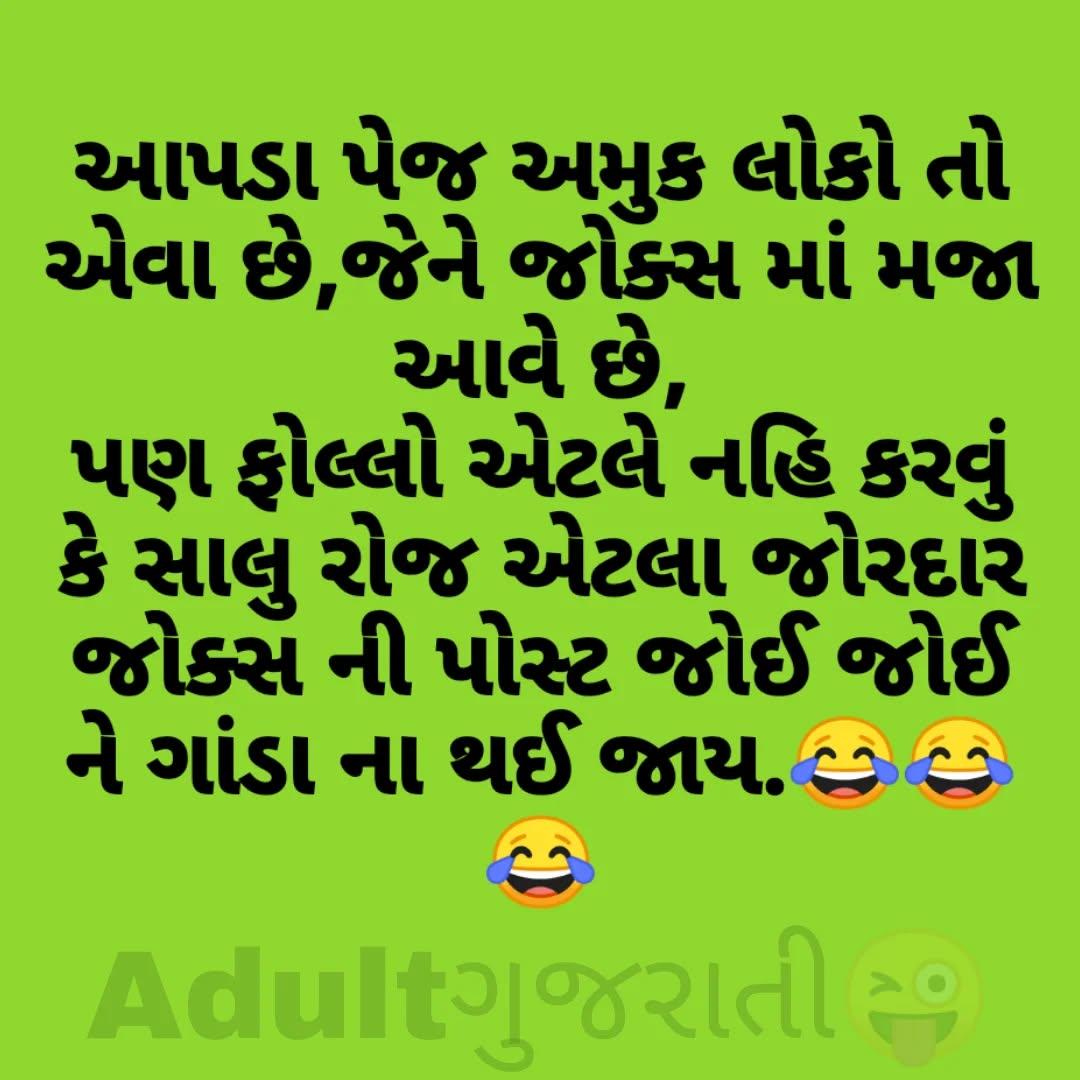 આપડા પેજ અમુક લોકો તો
એવા છે,જેને જોક્સ માં મજા
આવે છે,
પણ ફોલ્લો એટલે નહિ કરવું
કે સાલુ રોજ એટલા જોરદાર
જોક્સ ની પોસ્ટ જોઈ જોઈ
ને ગાંડા ના થઈ જાય.😂😂
😂
Adultગુજરાતી😜